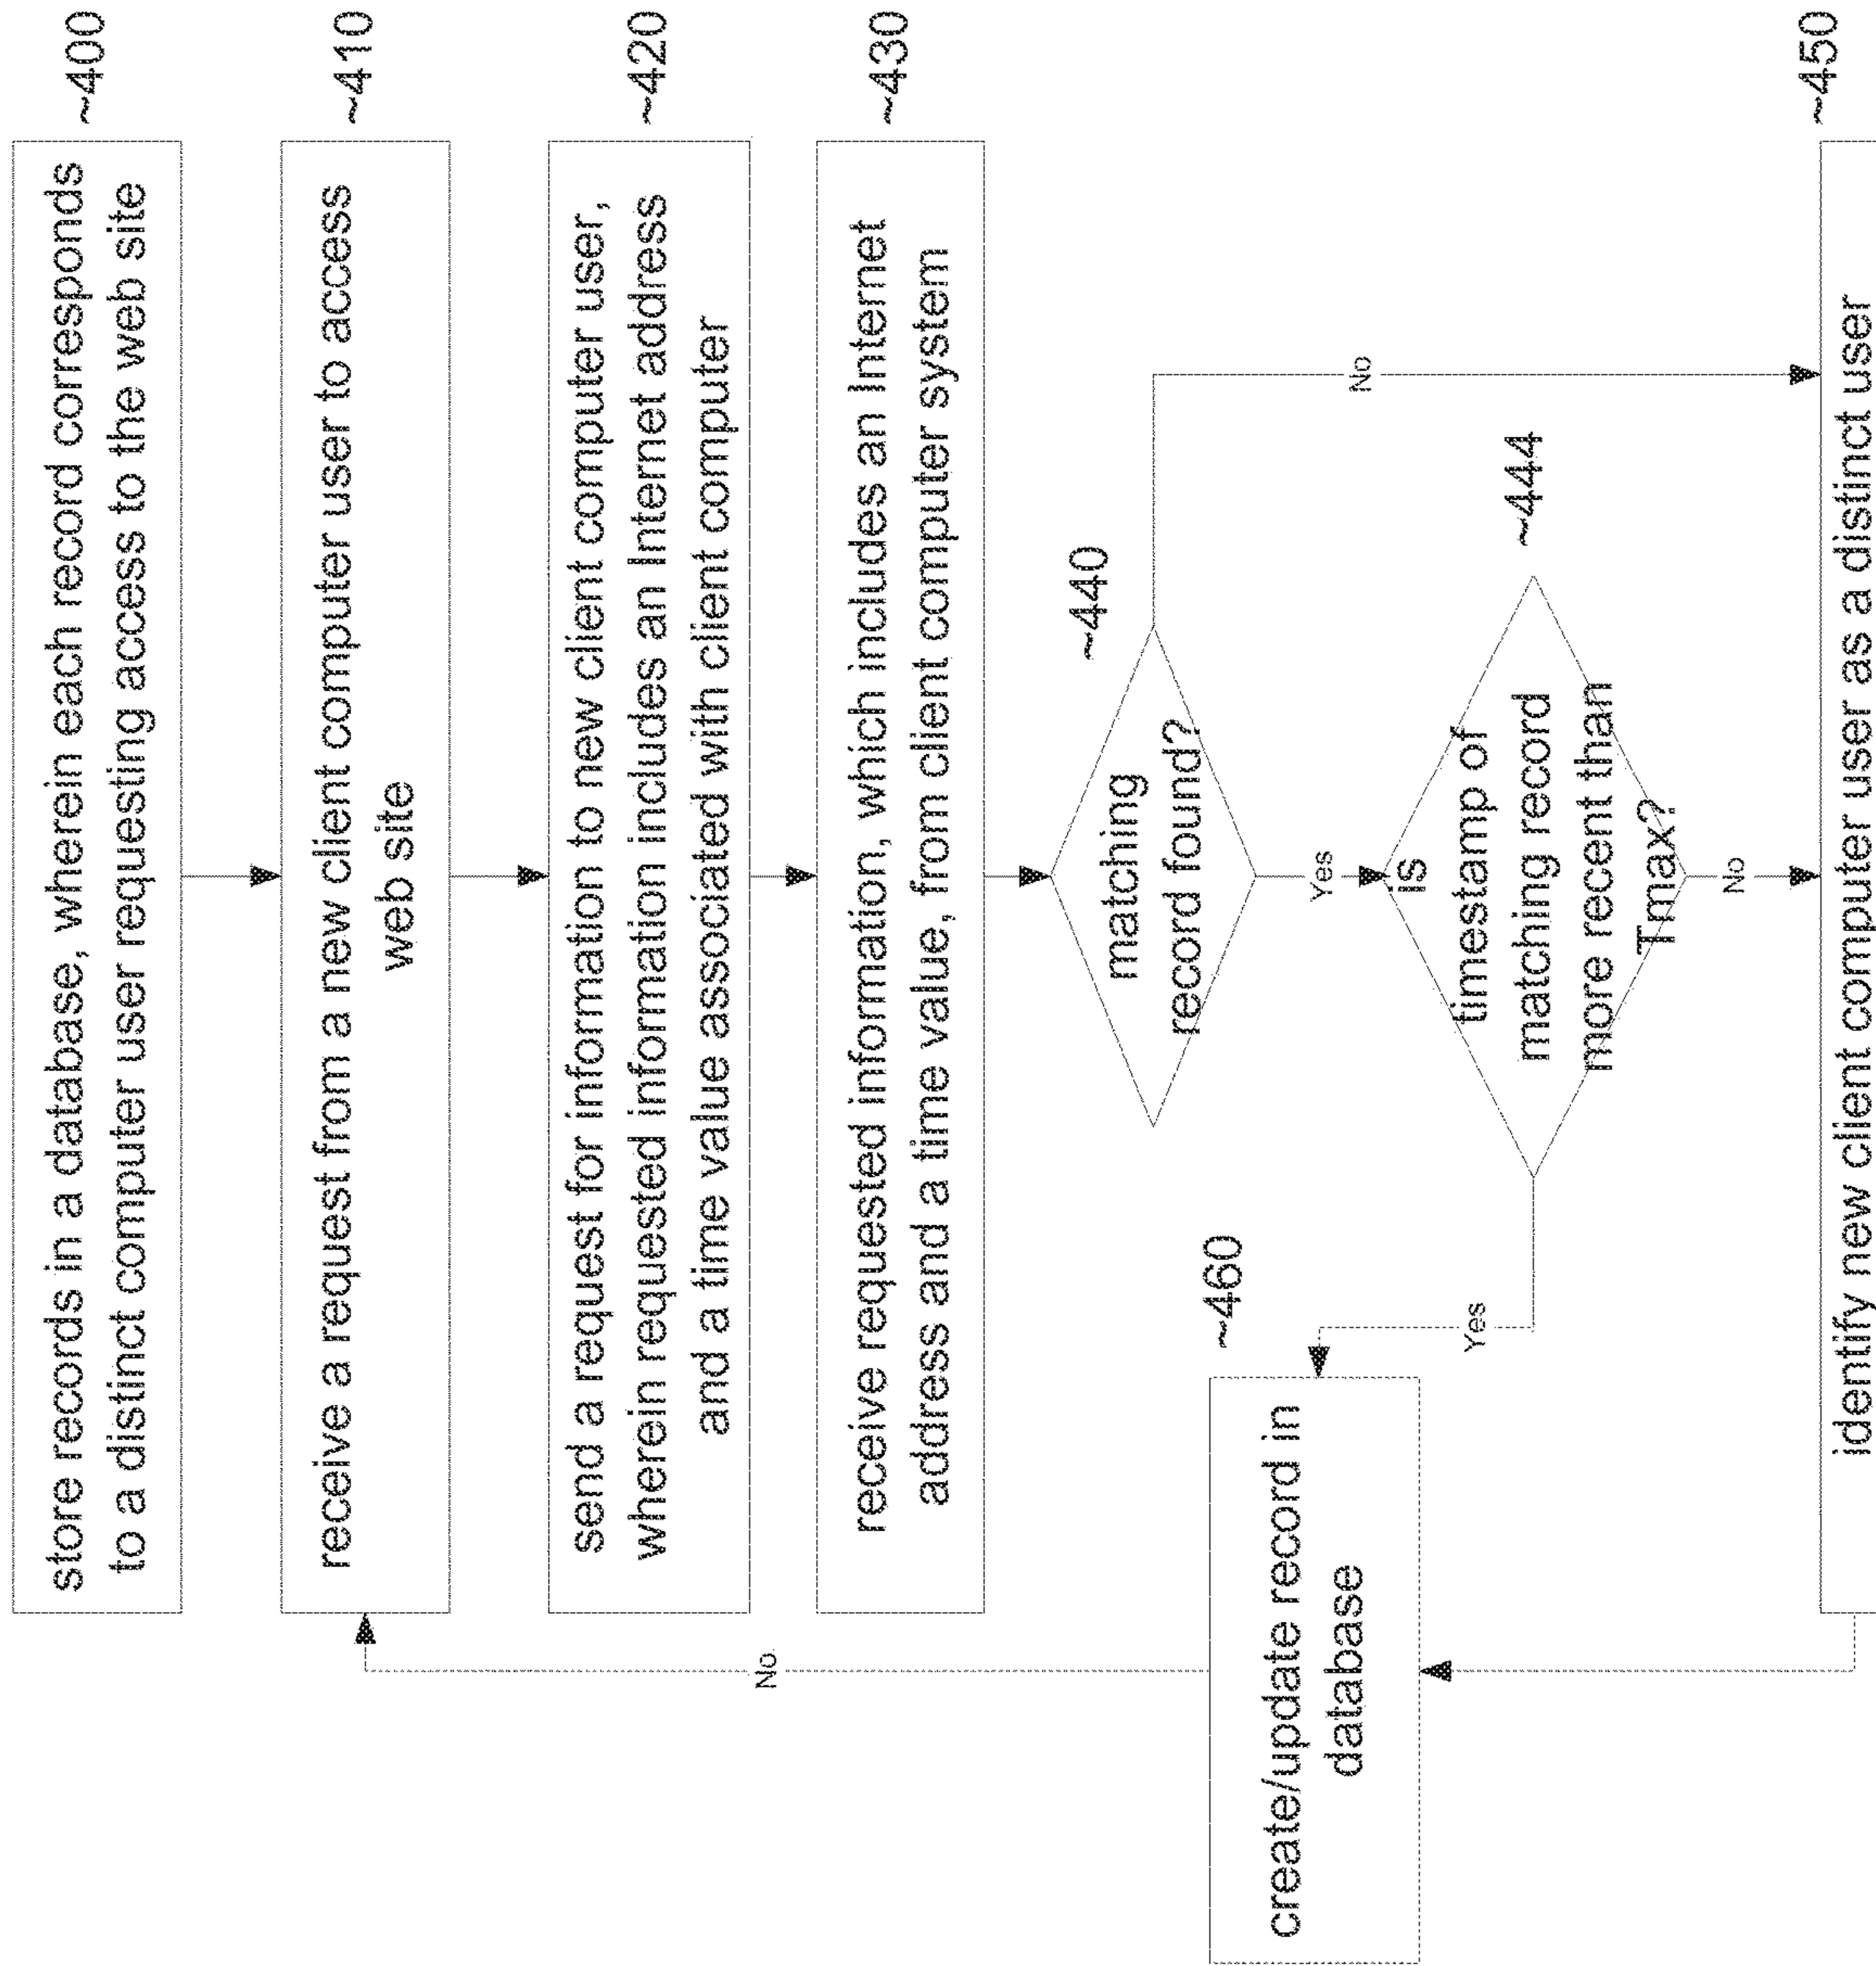 store records in a database, wherein each record corresponds
to a distinct computer user requesting access to the web site
~400
receive a request from a new client computer user to access
web site
~410
send a request for information to new client computer user,
wherein requested information includes an Internet address
and a time value associated with client computer
~420
receive requested information, which includes an Internet
address and a time value, from client computer system
~430
matching
record found?
~440
No
Yes
is
timestamp of
matching record
more recent than
Tmax?
~444
Yes
No
create/update record in
database
~460
No
identify new client computer user as a distinct user
~450